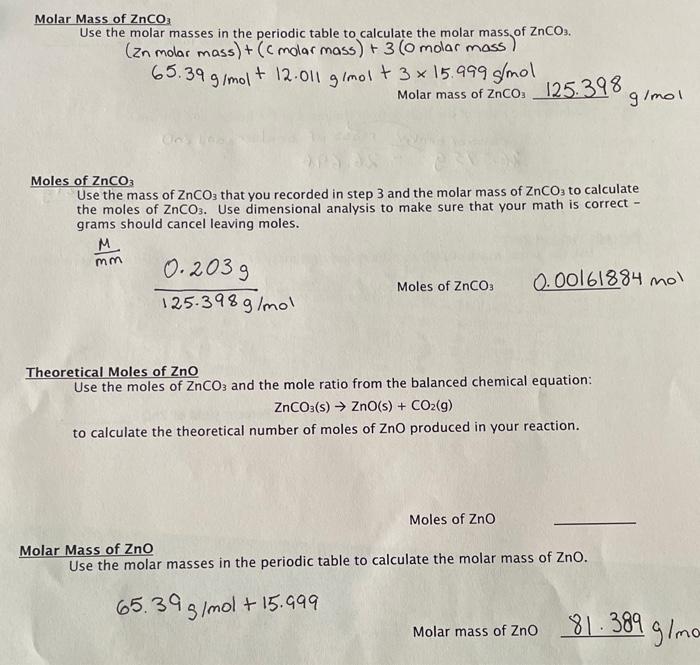 Molar Mass of ZnCO₃
Use the molar masses in the periodic table to calculate the molar mass of ZnCO₃.
(Zn molar mass) + (C molar mass) + 3 (O molar mass)
65.39 g/mol + 12.011 g/mol + 3 × 15.999 g/mol
Molar mass of ZnCO₃ 125.398 g/mol
Moles of ZnCO₃
Use the mass of ZnCO₃ that you recorded in step 3 and the molar mass of ZnCO₃ to calculate
the moles of ZnCO₃. Use dimensional analysis to make sure that your math is correct –
grams should cancel leaving moles.
M
mm
0.203 g
125.398 g/mol
Moles of ZnCO₃ 0.00161884 mol
Theoretical Moles of ZnO
Use the moles of ZnCO₃ and the mole ratio from the balanced chemical equation:
ZnCO₃(s) → ZnO(s) + CO₂(g)
to calculate the theoretical number of moles of ZnO produced in your reaction.
Moles of ZnO
Molar Mass of ZnO
Use the molar masses in the periodic table to calculate the molar mass of ZnO.
65.39 g/mol + 15.999
Molar mass of ZnO 81.389 g/mo